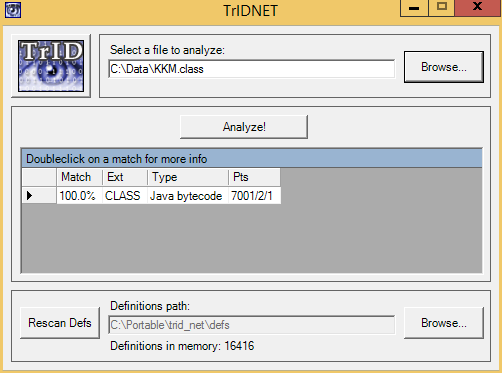 TrIDNET
TrID
Select a file to analyze:
C:\Data\KKM.class
Browse...
Analyze!
Doubleclick on a match for more info
Match Ext Type Pts
100.0% CLASS Java bytecode 7001/2/1
Rescan Defs
Definitions path:
C:\Portable\trid_net\defs
Browse...
Definitions in memory: 16416